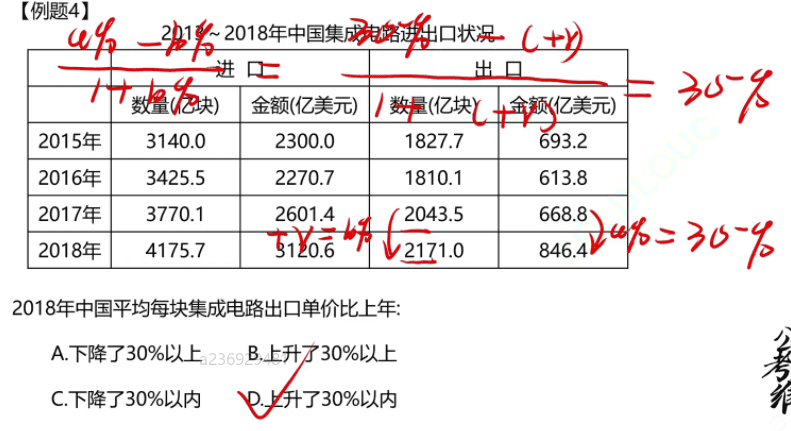 【例题4】
2013~2018年中国集成电路进出口状况
a% - b% / 1 + b% = 30-% - (+r) / 1 + (+r) = 30-%
进 口 出 口
数量(亿块) 金额(亿美元) 数量(亿块) 金额(亿美元)
2015年 3140.0 2300.0 1827.7 693.2
2016年 3425.5 2270.7 1810.1 613.8
2017年 3770.1 2601.4 2043.5 668.8
+r = b% a% = 30-%
2018年 4175.7 3120.6 2171.0 846.4
2018年中国平均每块集成电路出口单价比上年:
A.下降了30%以上 B.上升了30%以上
C.下降了30%以内 D.上升了30%以内
公考雄